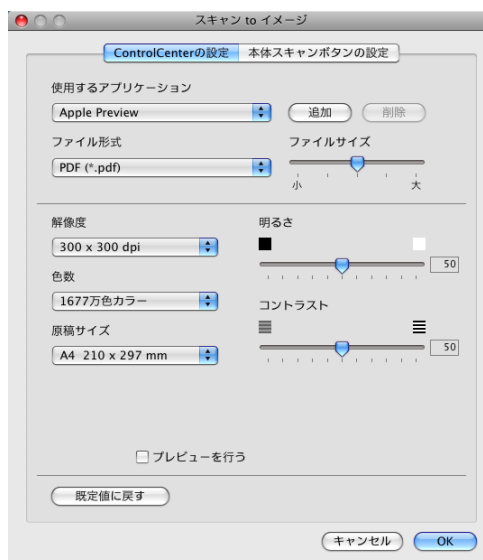 スキャン to イメージ
ControlCenterの設定 本体スキャンボタンの設定
使用するアプリケーション
Apple Preview 追加 削除
ファイル形式 ファイルサイズ
PDF (*.pdf)
小 大
解像度 明るさ
300 x 300 dpi 50
色数
1677万色カラー コントラスト
原稿サイズ
A4 210 x 297 mm 50
プレビューを行う
既定値に戻す
キャンセル OK